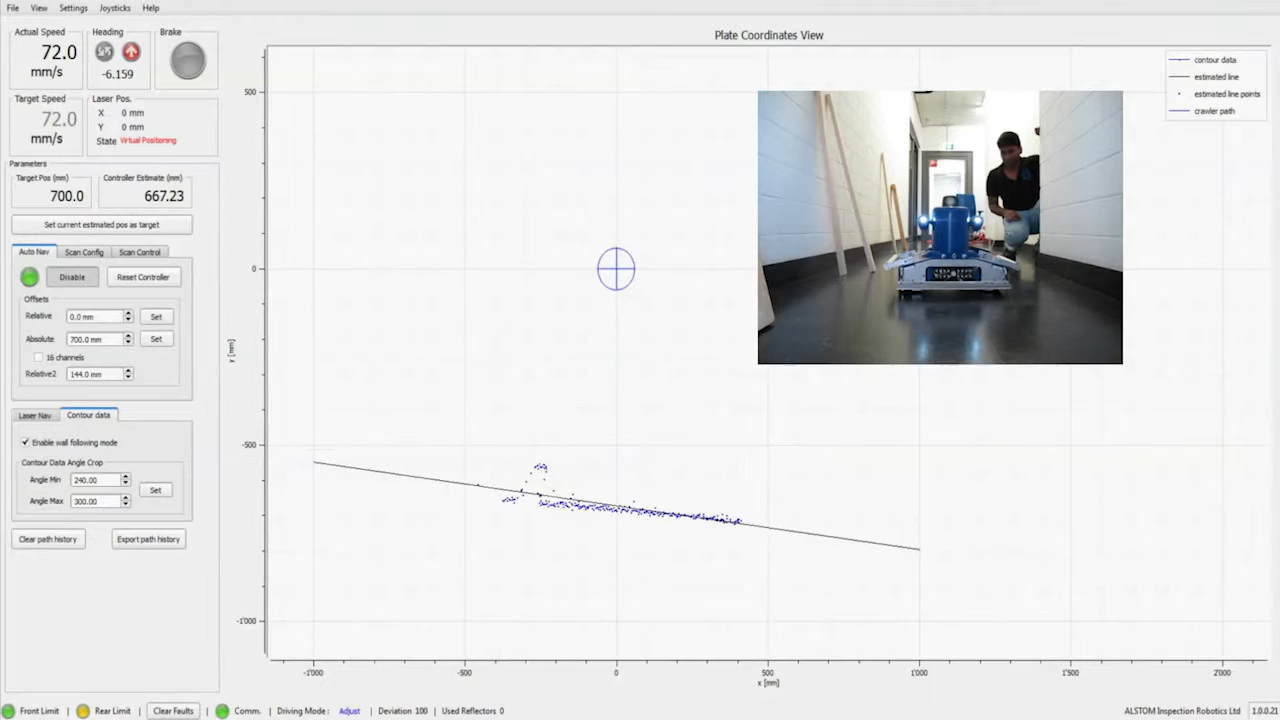 File View Settings Joysticks Help
Actual Speed
72.0
mm/s
Heading
-6.159
Brake
Target Speed
72.0
mm/s
Laser Pos.
X 0 mm
Y 0 mm
State Virtual Positioning
Parameters
Target Pos (mm)
700.0
Controller Estimate (mm)
667.23
Set current estimated pos as target
Auto Nav Scan Config Scan Control
Disable Reset Controller
Offsets
Relative 0.0 mm Set
Absolute 700.0 mm Set
16 channels
Relative2 144.0 mm
Laser Nav Contour data
Enable wall following mode
Contour Data Angle Crop
Angle Min 240.00
Angle Max 300.00
Set
Clear path history Export path history
Plate Coordinates View
contour data
estimated line
estimated line points
crawler path
500
0
-500
-1'000
y [mm]
-1'000 -500 0 500 1'000 1'500 2'000
x [mm]
Front Limit | Rear Limit | Clear Faults | Comm. | Driving Mode : Adjust | Deviation 100 | Used Reflectors 0
ALSTOM Inspection Robotics Ltd | 1.0.0.21